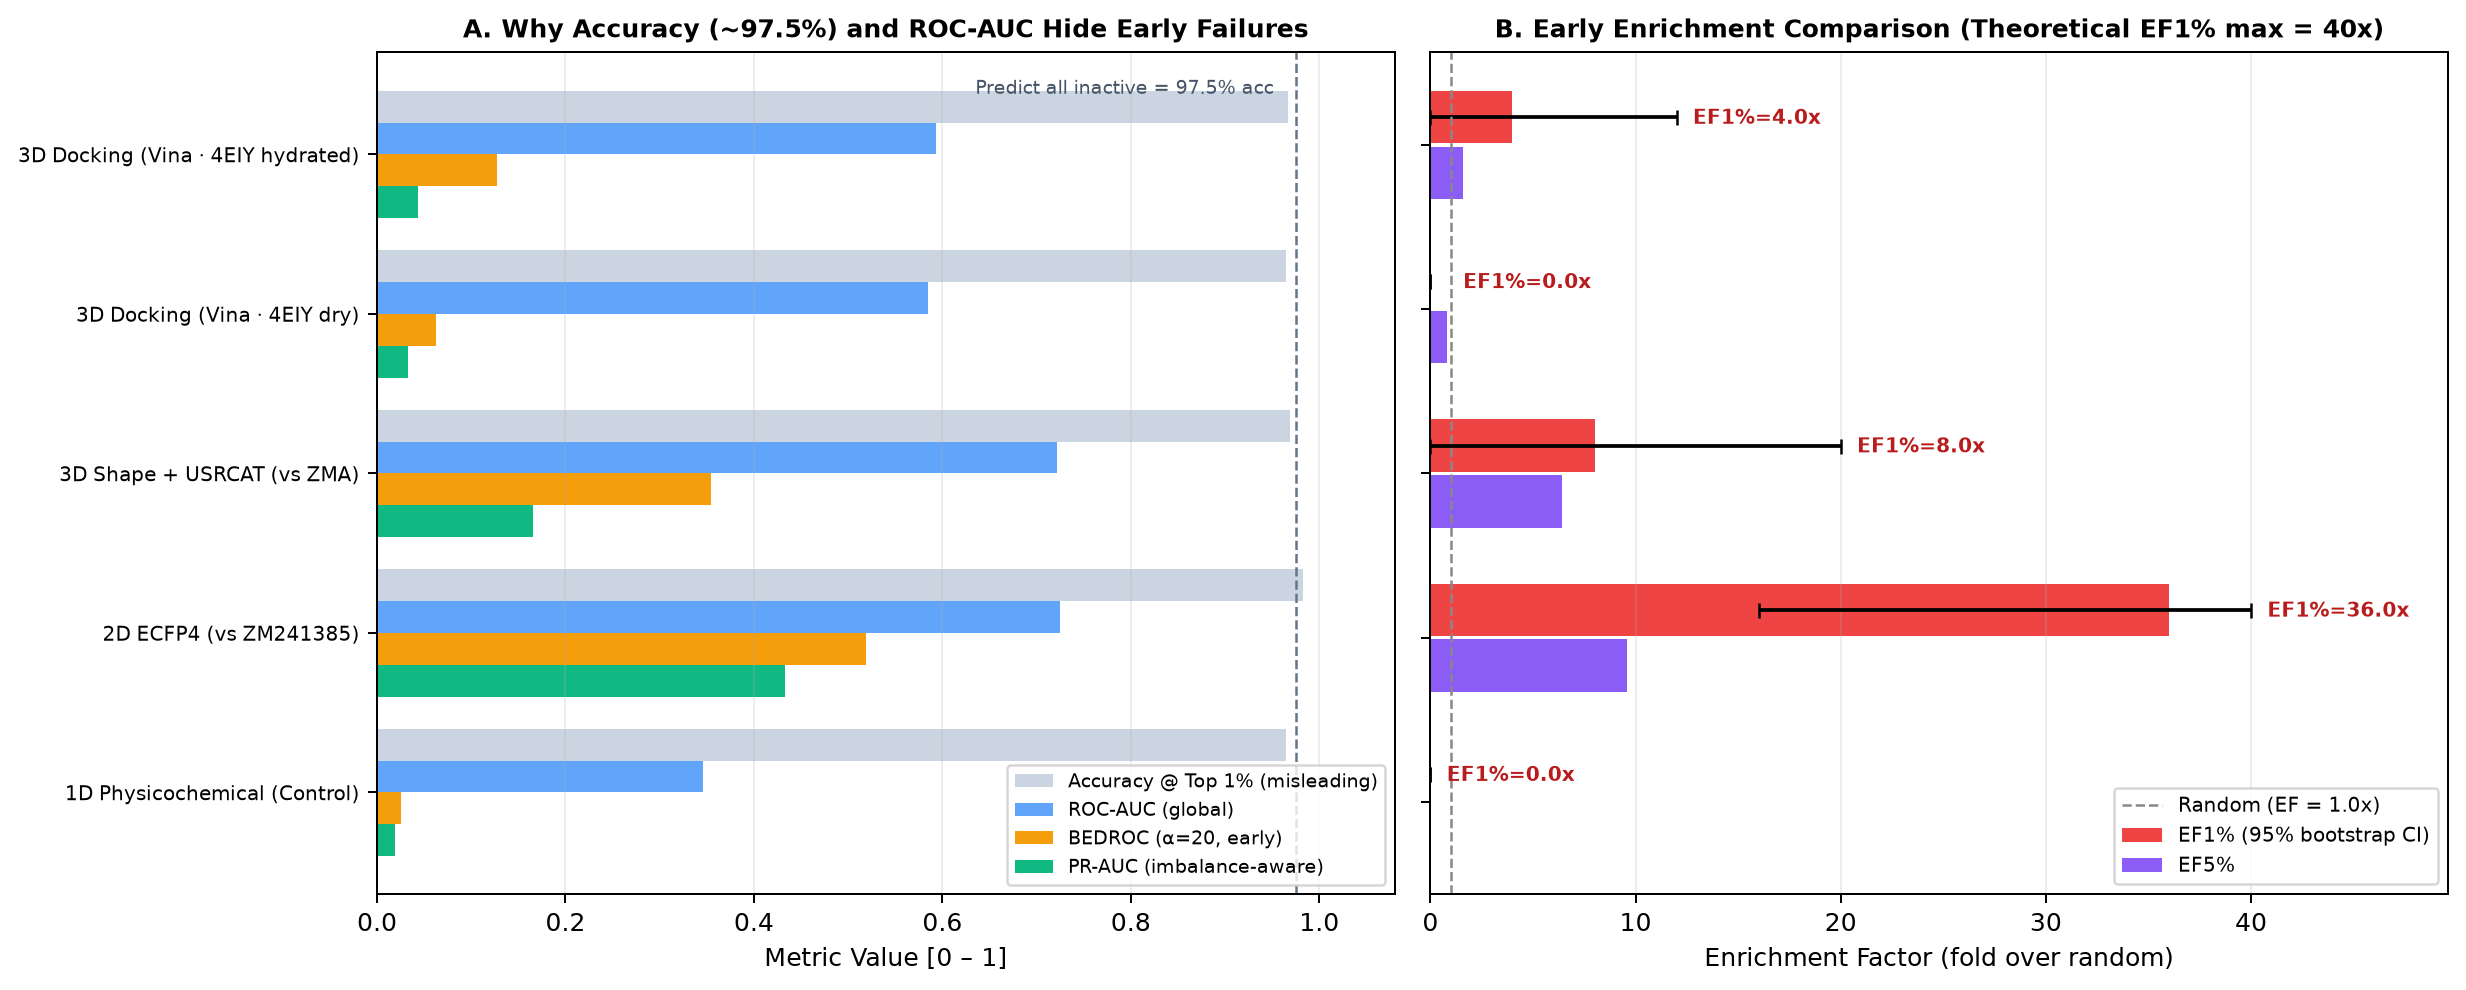 A. Why Accuracy (~97.5%) and ROC-AUC Hide Early Failures
Predict all inactive = 97.5% acc
3D Docking (Vina · 4EIY hydrated)
3D Docking (Vina · 4EIY dry)
3D Shape + USRCAT (vs ZMA)
2D ECFP4 (vs ZM241385)
1D Physicochemical (Control)
Accuracy @ Top 1% (misleading)
ROC-AUC (global)
BEDROC (α=20, early)
PR-AUC (imbalance-aware)
0.0 0.2 0.4 0.6 0.8 1.0
Metric Value [0 – 1]
B. Early Enrichment Comparison (Theoretical EF1% max = 40x)
EF1%=4.0x
EF1%=0.0x
EF1%=8.0x
EF1%=36.0x
EF1%=0.0x
Random (EF = 1.0x)
EF1% (95% bootstrap CI)
EF5%
0 10 20 30 40
Enrichment Factor (fold over random)